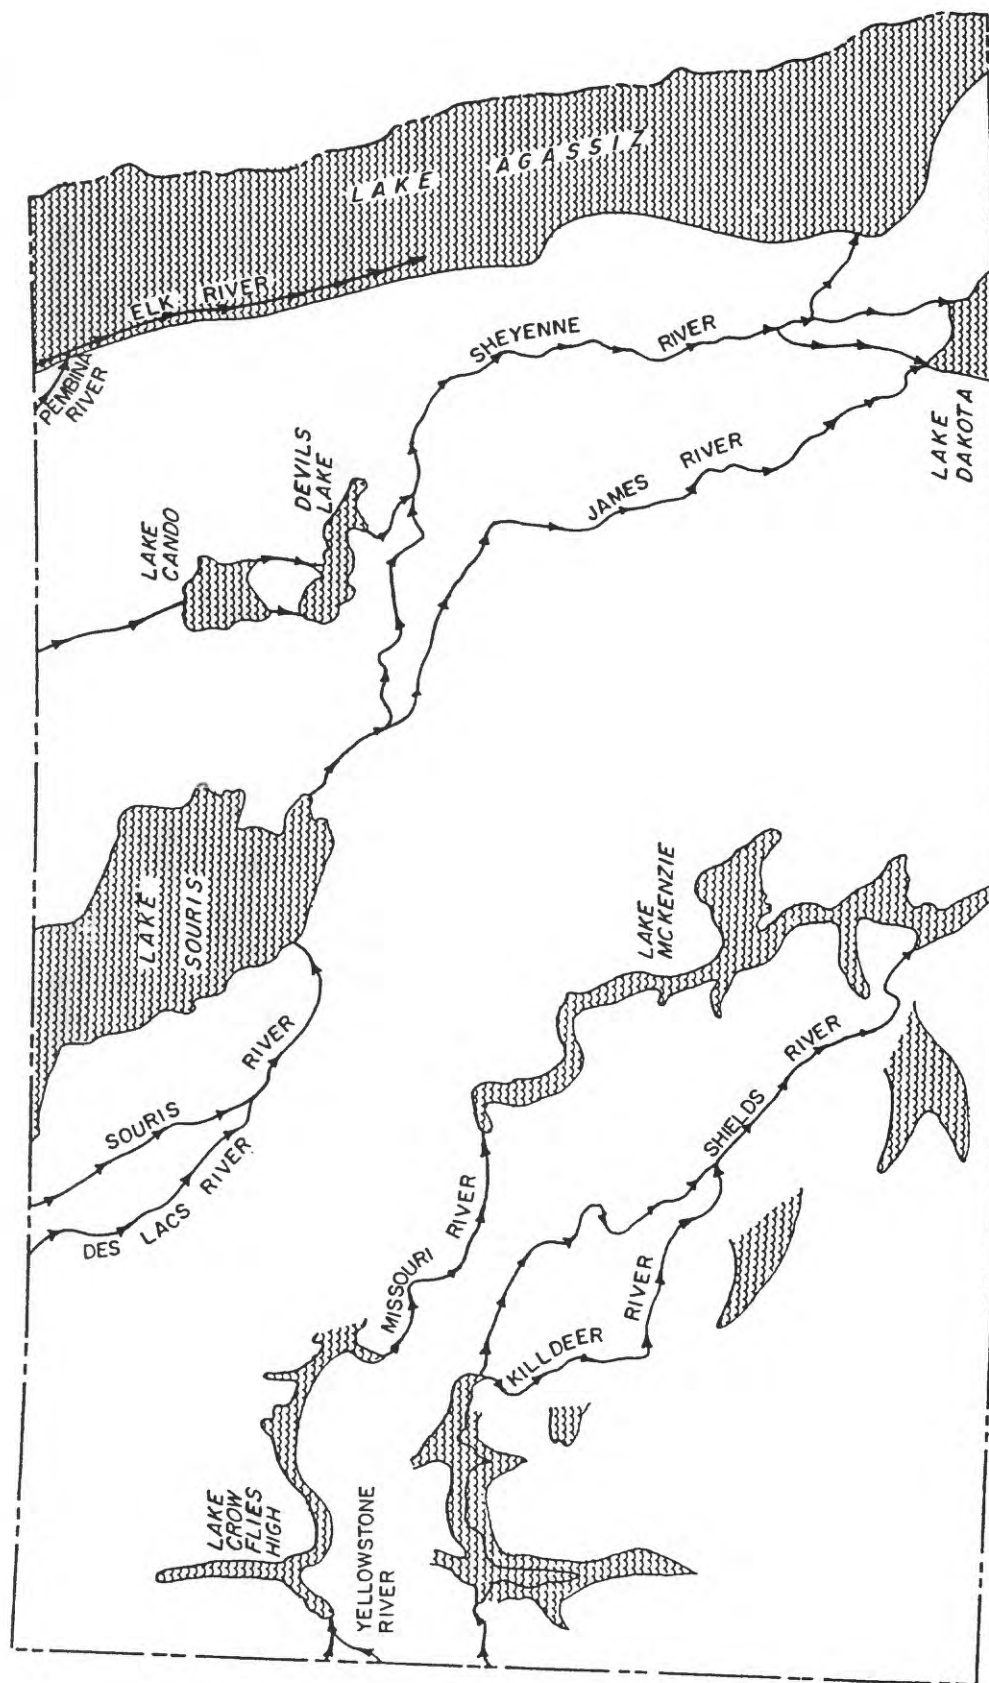 LAKE AGASSIZ
ELK RIVER
PEMBINA
RIVER
SHEYENNE RIVER
DEVILS
LAKE
LAKE
CANDO
JAMES RIVER
LAKE
DAKOTA
LAKE
SOURIS
LAKE
MCKENZIE
SOURIS RIVER
DES LACS RIVER
MISSOURI RIVER
SHIELDS RIVER
KILLDEER RIVER
LAKE
CROW
FLIES
HIGH
YELLOWSTONE
RIVER